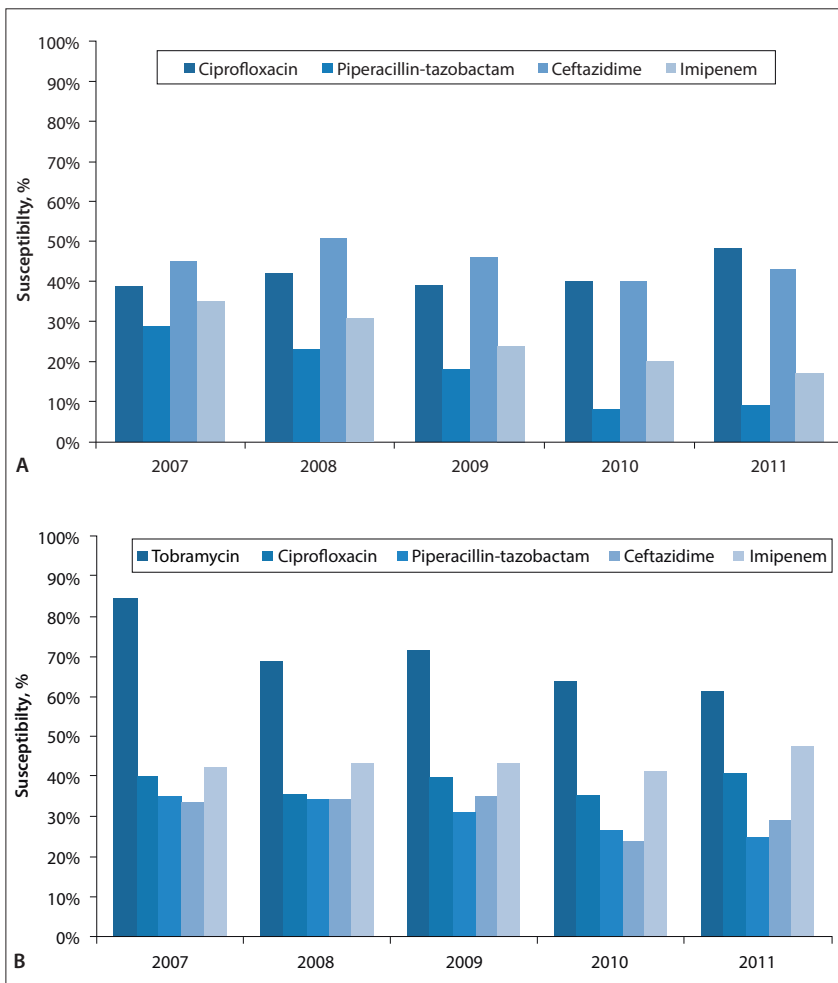 100%
Ciprofloxacin Piperacillin-tazobactam Ceftazidime Imipenem
90%
80%
70%
60%
50%
40%
30%
20%
10%
0%
Susceptibilty, %
A
2007 2008 2009 2010 2011
100%
Tobramycin Ciprofloxacin Piperacillin-tazobactam Ceftazidime Imipenem
90%
80%
70%
60%
50%
40%
30%
20%
10%
0%
Susceptibilty, %
B
2007 2008 2009 2010 2011